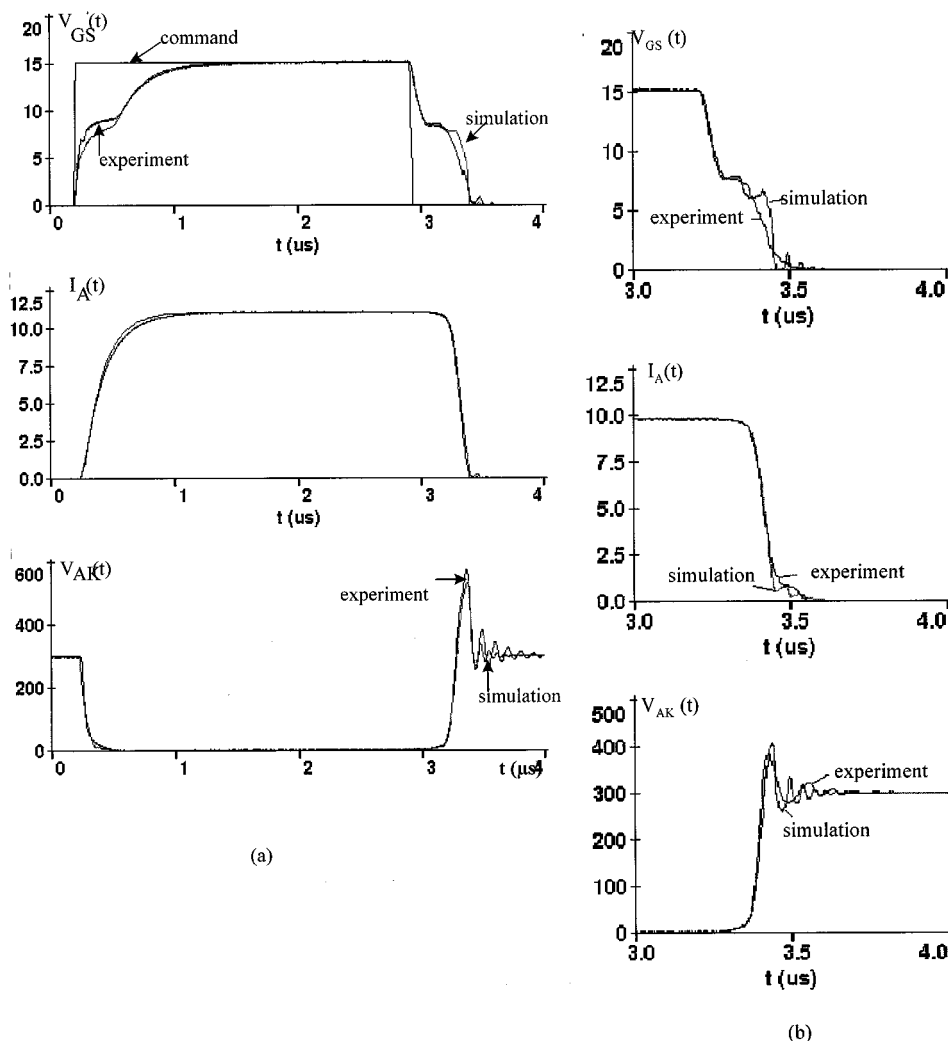 V_GS(t)
command
15
10
5
0
experiment
simulation
0 1 2 3 4
t (us)
I_A(t)
12.5
10.0
7.5
5.0
2.5
0.0
0 1 2 3 4
t (us)
V_AK(t)
600
400
200
0
experiment
simulation
0 1 2 3 4
t (μs)
(a)
V_GS (t)
20
15
10
5
0
simulation
experiment
3.0 3.5 4.0
t (us)
I_A(t)
12.5
10.0
7.5
5.0
2.5
0.0
simulation
experiment
3.0 3.5 4.0
t (us)
V_AK (t)
500
400
300
200
100
0
experiment
simulation
3.0 3.5 4.0
t (us)
(b)